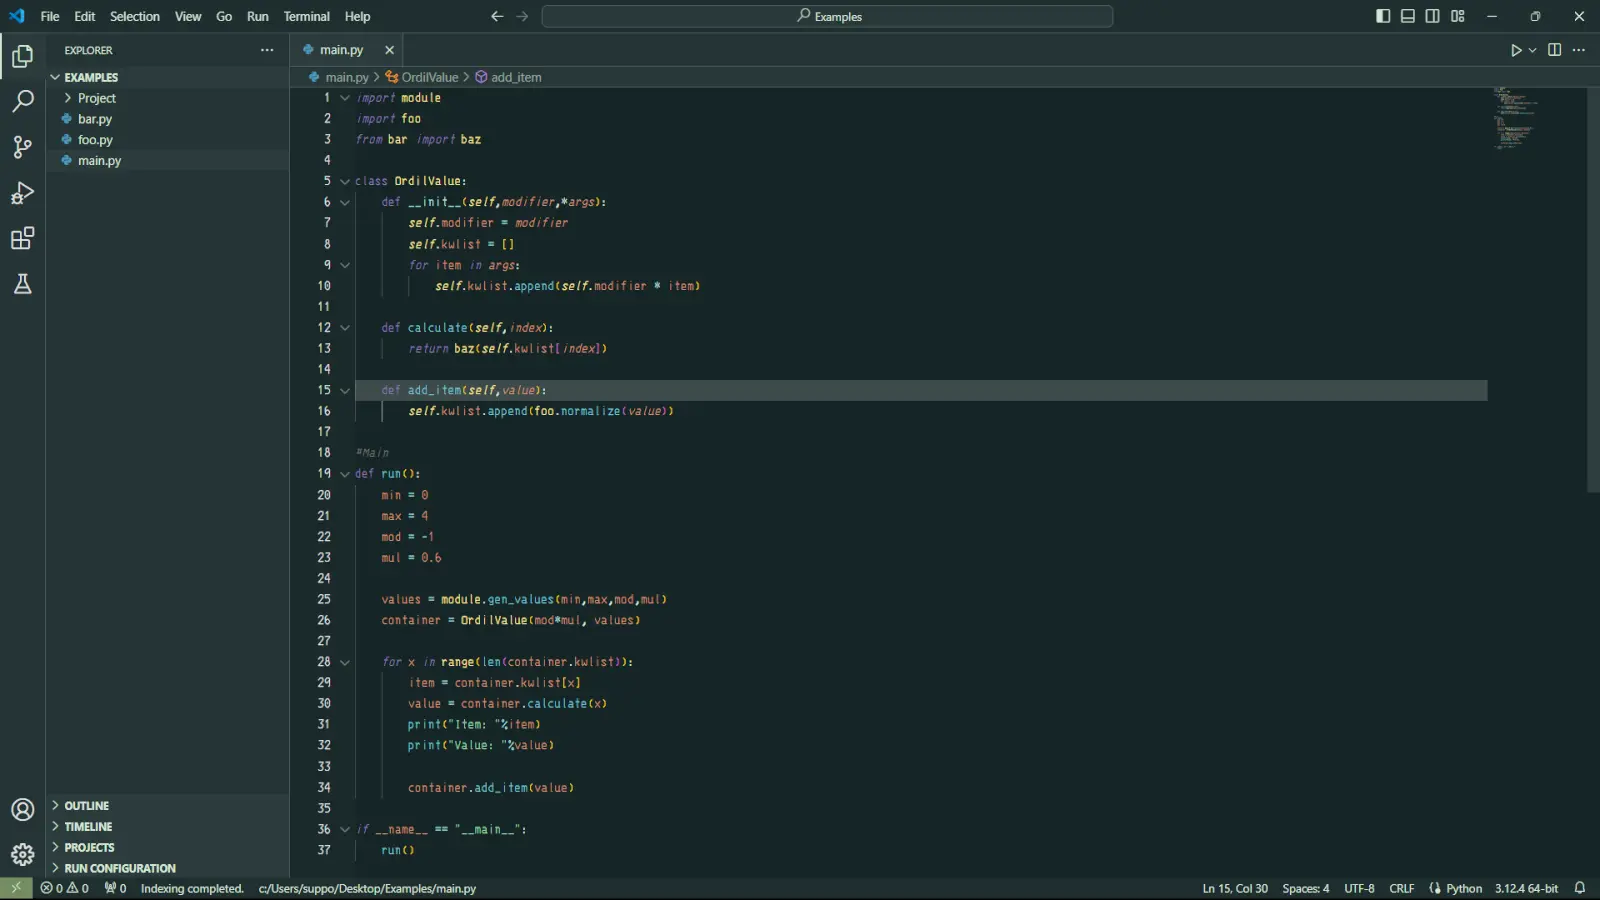 File Edit Selection View Go Run Terminal Help
Examples
EXPLORER
main.py
EXAMPLES
Project
bar.py
foo.py
main.py
OUTLINE
TIMELINE
PROJECTS
RUN CONFIGURATION
main.py > OrdilValue > add_item
1 import module
2 import foo
3 from bar import baz
4
5 class OrdilValue:
6 def __init__(self,modifier,*args):
7 self.modifier = modifier
8 self.kwlist = []
9 for item in args:
10 self.kwlist.append(self.modifier * item)
11
12 def calculate(self,index):
13 return baz(self.kwlist[index])
14
15 def add_item(self,value):
16 self.kwlist.append(foo.normalize(value))
17
18 #Main
19 def run():
20 min = 0
21 max = 4
22 mod = -1
23 mul = 0.6
24
25 values = module.gen_values(min,max,mod,mul)
26 container = OrdilValue(mod*mul, values)
27
28 for x in range(len(container.kwlist)):
29 item = container.kwlist[x]
30 value = container.calculate(x)
31 print("Item: "%item)
32 print("Value: "%value)
33
34 container.add_item(value)
35
36 if __name__ == "__main__":
37 run()
0 0 0 Indexing completed. c:/Users/suppo/Desktop/Examples/main.py Ln 15, Col 30 Spaces: 4 UTF-8 CRLF Python 3.12.4 64-bit